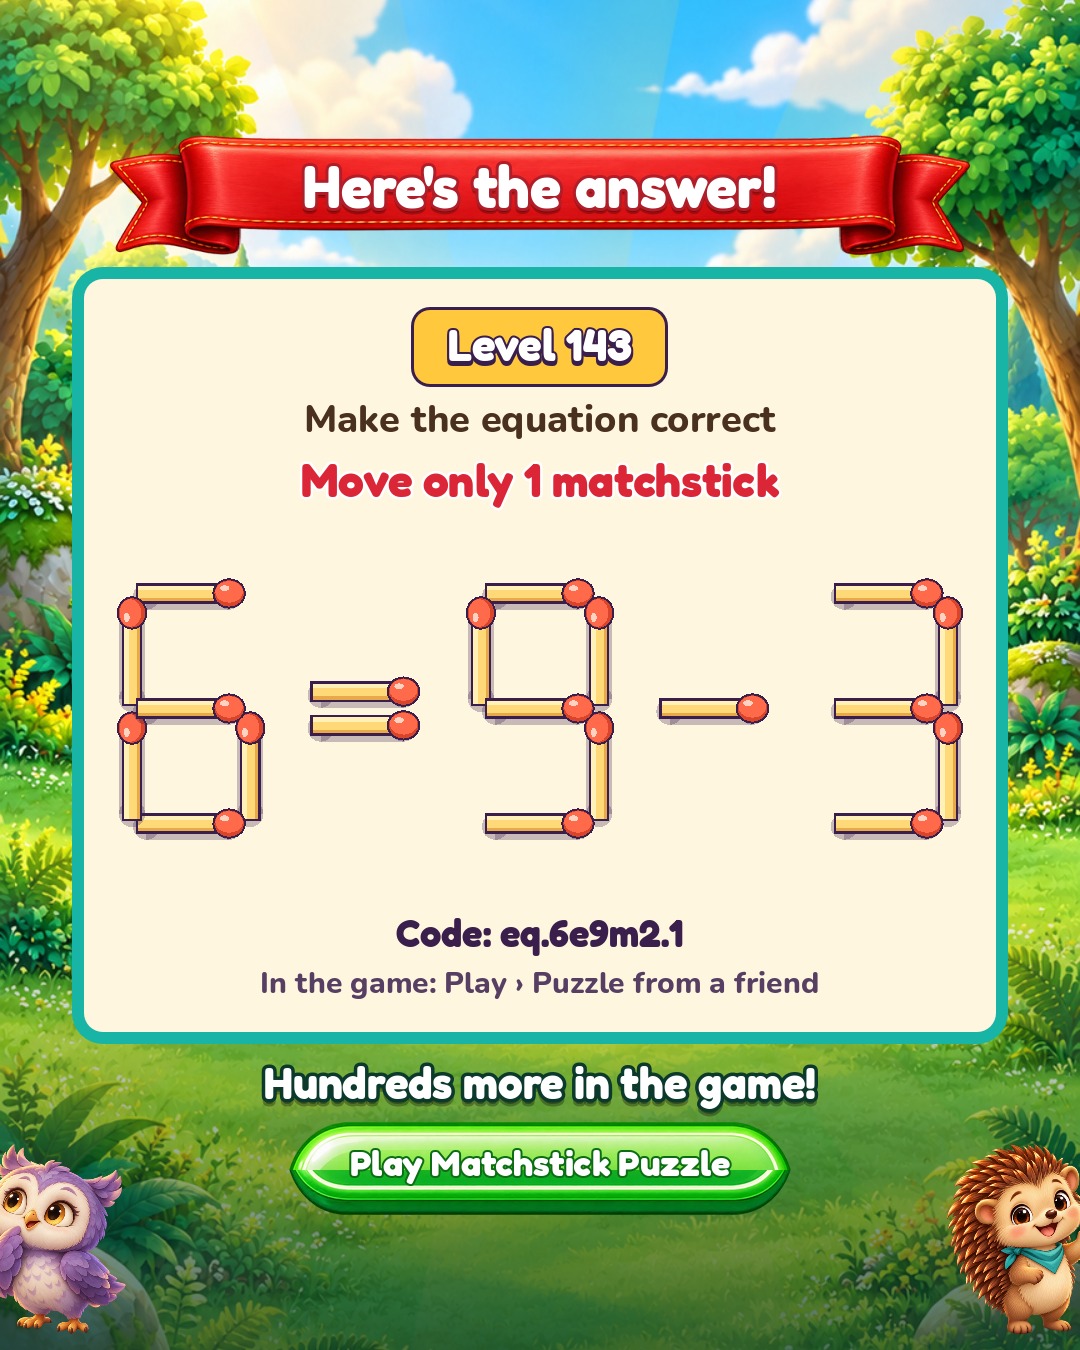 Here's the answer!
Level 143
Make the equation correct
Move only 1 matchstick
6 = 9 - 3
Code: eq.6e9m2.1
In the game: Play › Puzzle from a friend
Hundreds more in the game!
Play Matchstick Puzzle